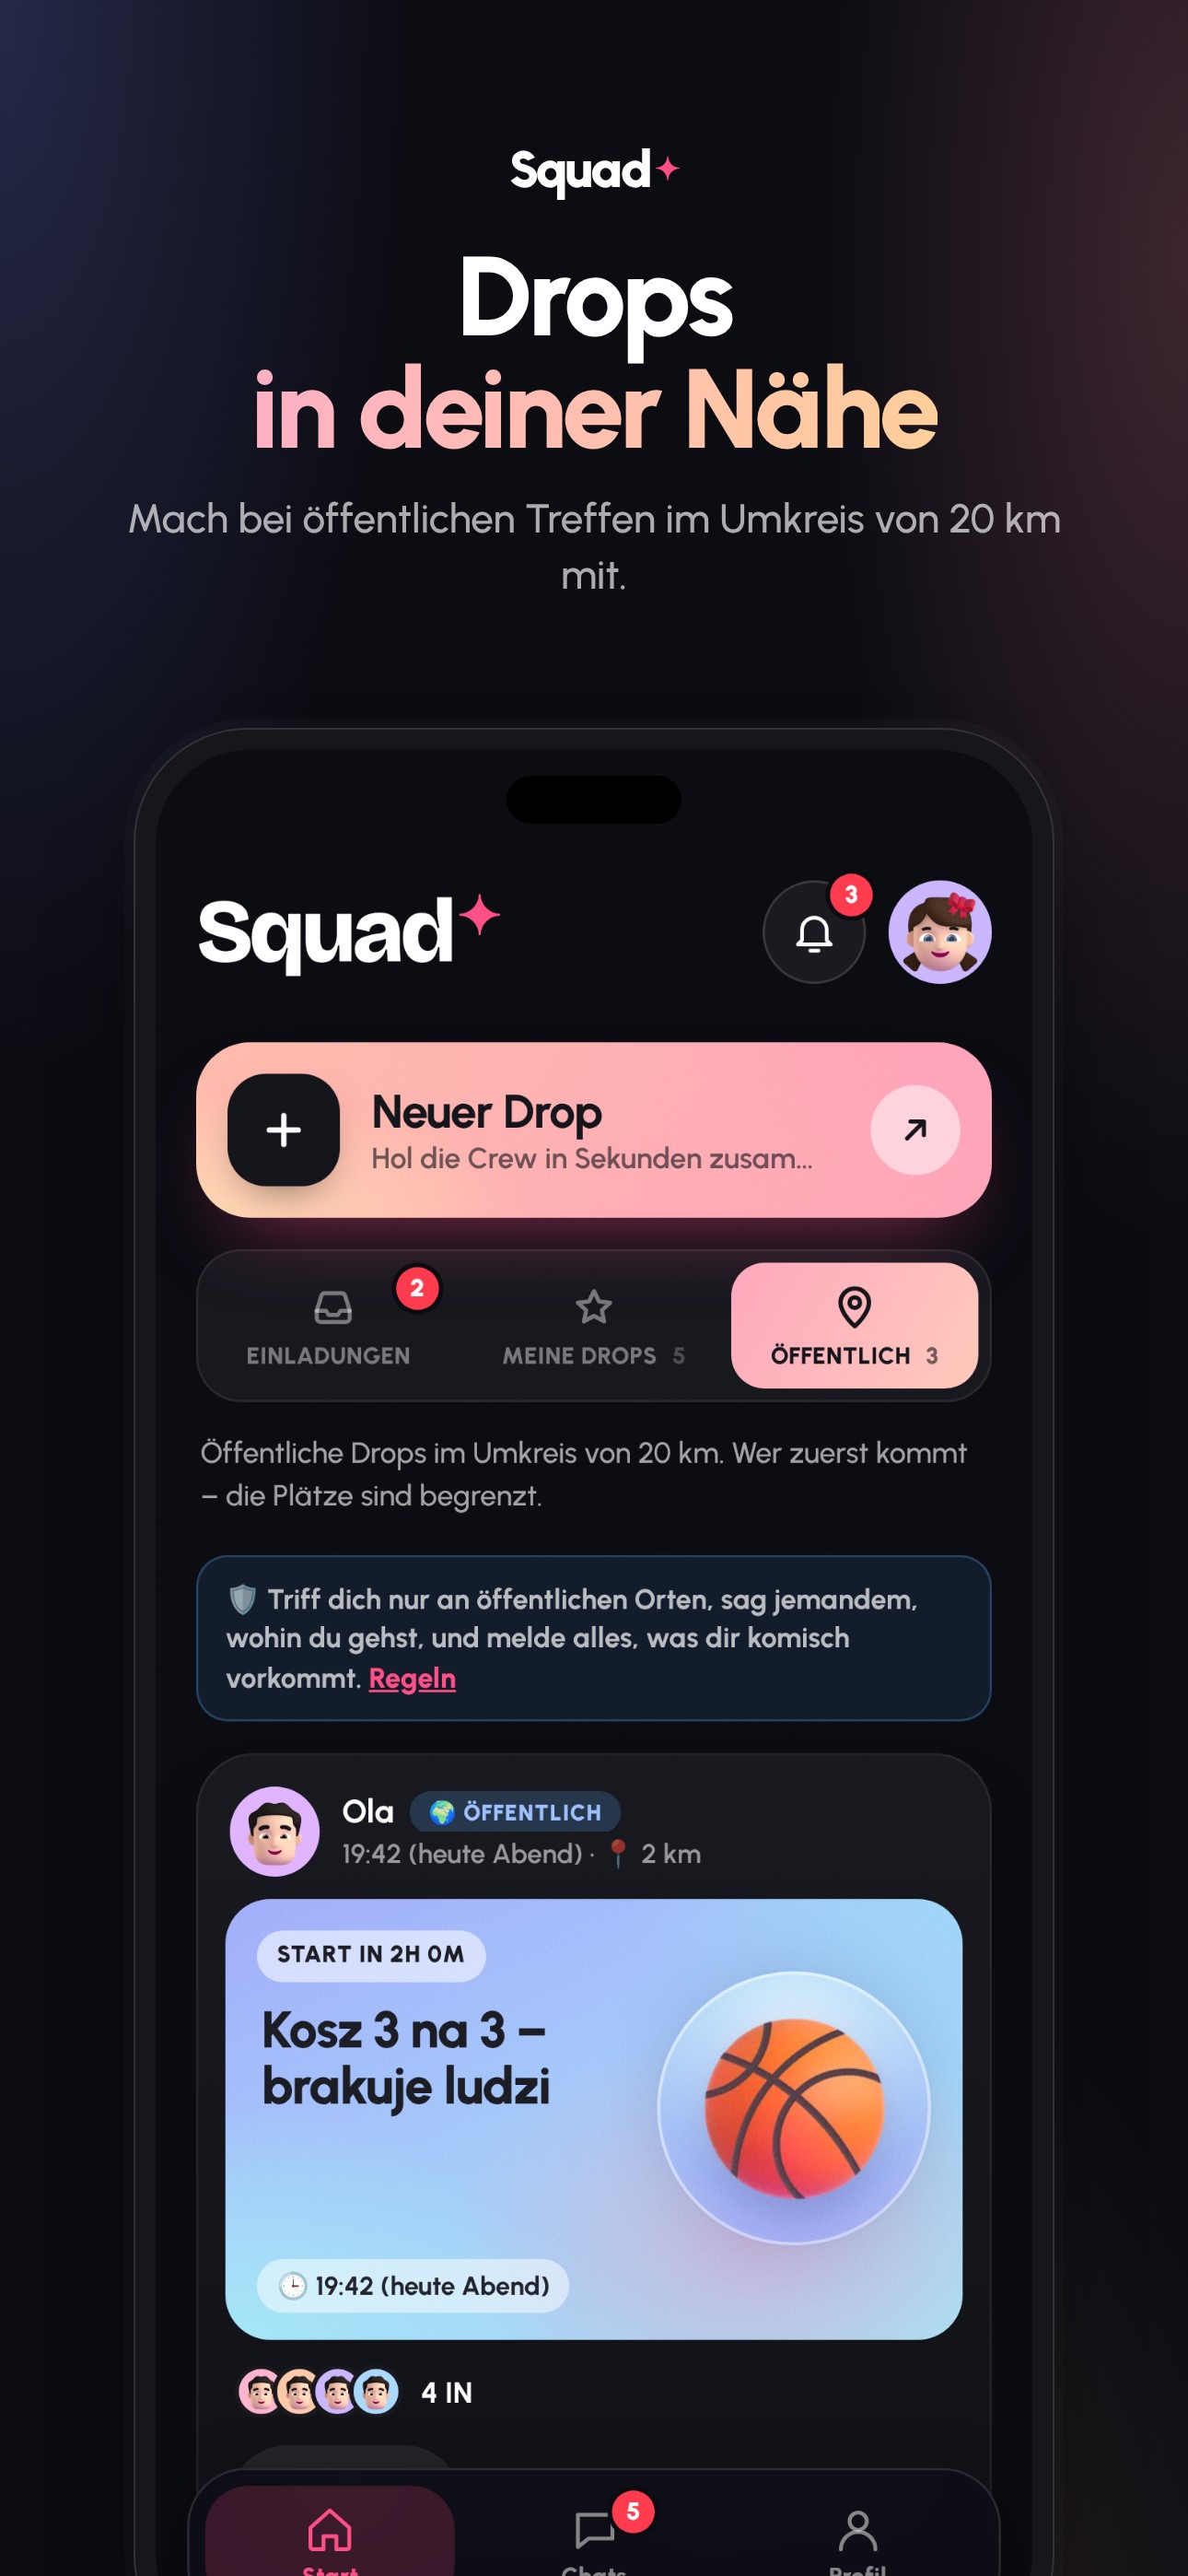 Squad
Drops
in deiner Nähe
Mach bei öffentlichen Treffen im Umkreis von 20 km
mit.
Squad
3
Neuer Drop
Hol die Crew in Sekunden zusam...
2
EINLADUNGEN
MEINE DROPS 5
ÖFFENTLICH 3
Öffentliche Drops im Umkreis von 20 km. Wer zuerst kommt
– die Plätze sind begrenzt.
🛡️ Triff dich nur an öffentlichen Orten, sag jemandem,
wohin du gehst, und melde alles, was dir komisch
vorkommt. Regeln
Ola 🌍 ÖFFENTLICH
19:42 (heute Abend) · 📍 2 km
START IN 2H 0M
Kosz 3 na 3 –
brakuje ludzi
🕒 19:42 (heute Abend)
4 IN
5
Start
Chats
Profil